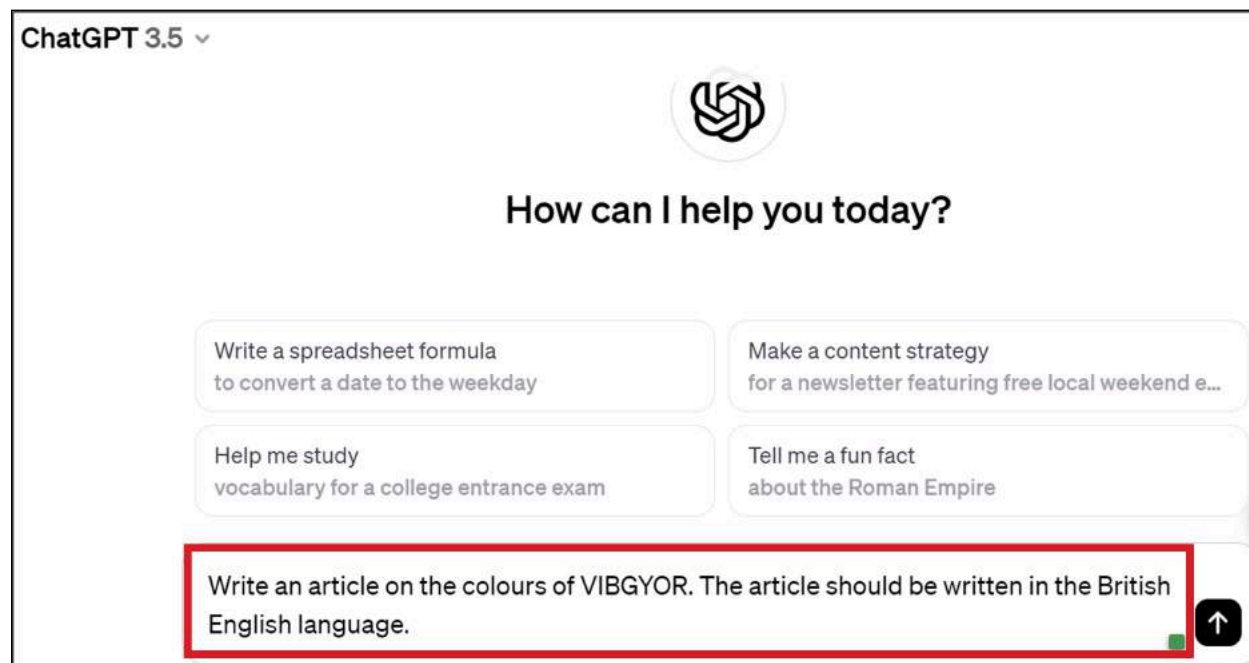 ChatGPT 3.5
How can I help you today?
Write a spreadsheet formula
to convert a date to the weekday
Make a content strategy
for a newsletter featuring free local weekend e...
Help me study
vocabulary for a college entrance exam
Tell me a fun fact
about the Roman Empire
Write an article on the colours of VIBGYOR. The article should be written in the British
English language.